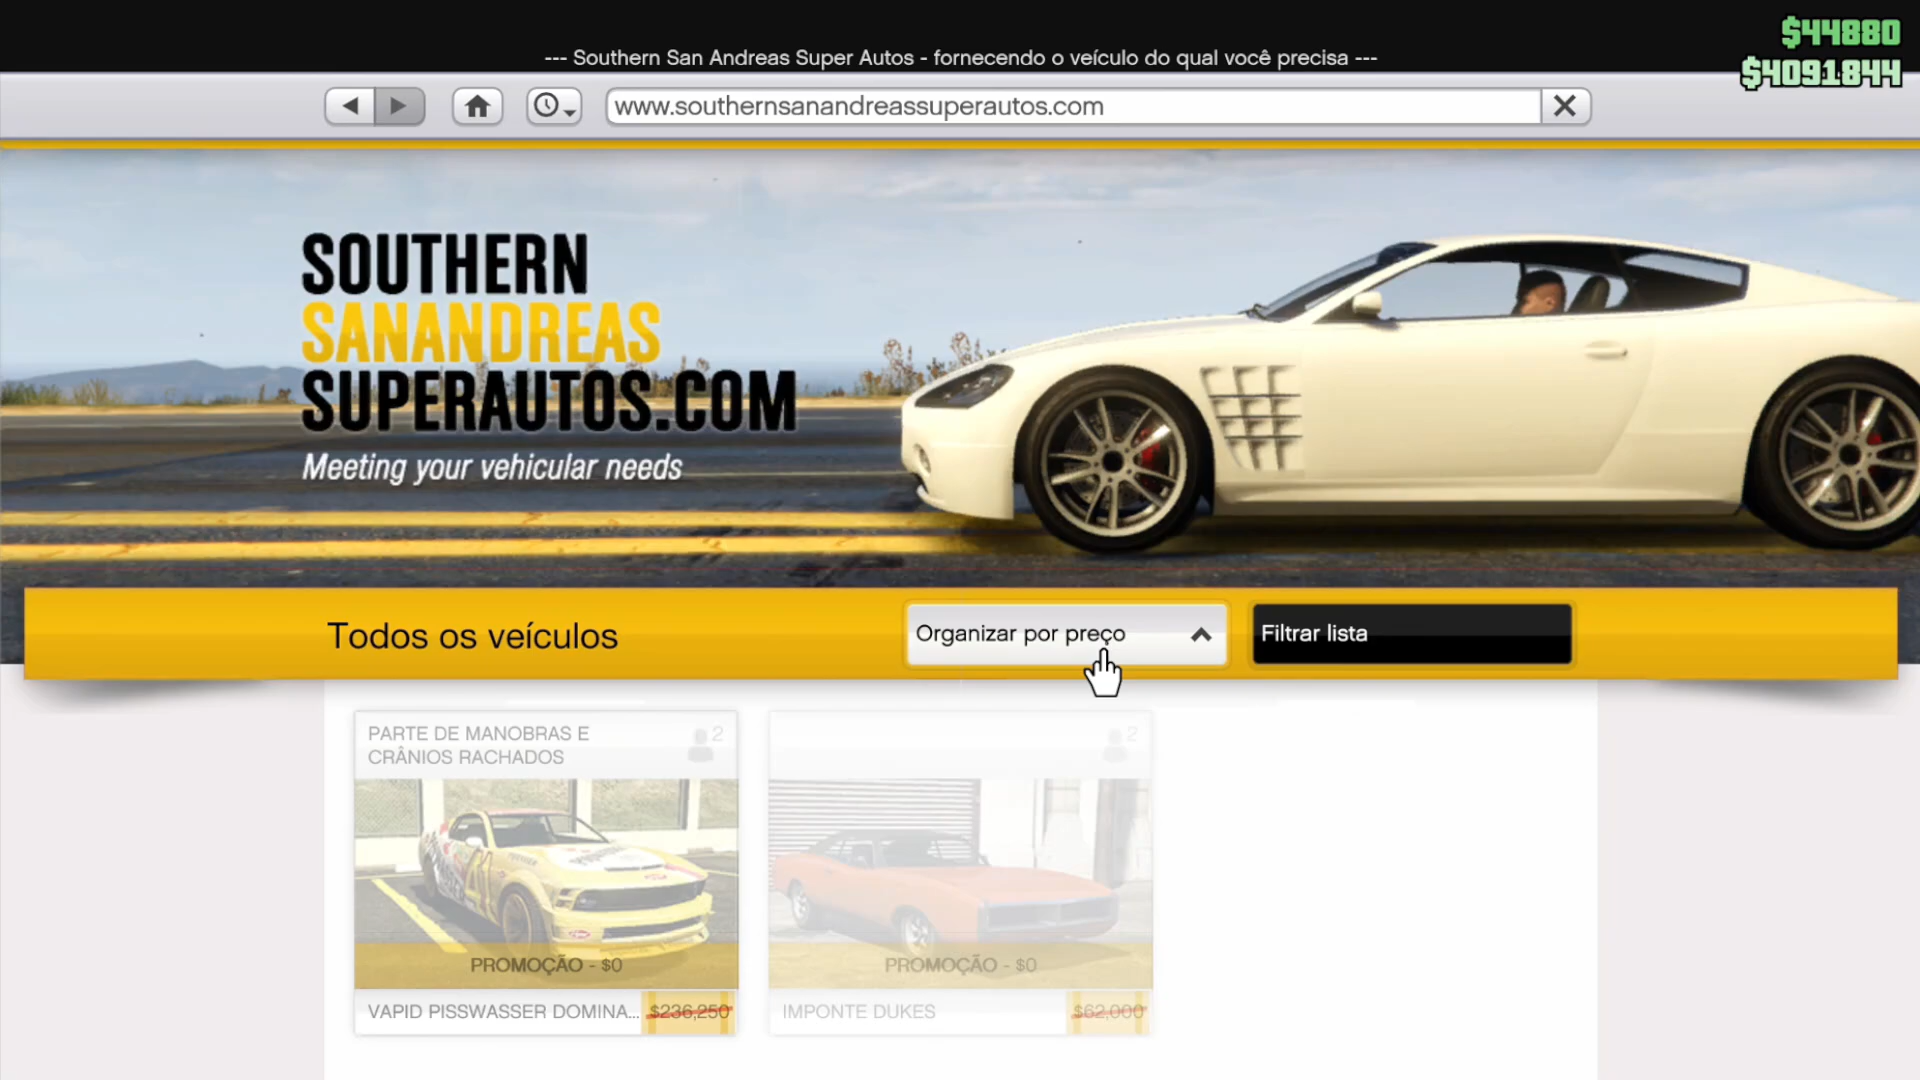 $44880
--- Southern San Andreas Super Autos - fornecendo o veículo do qual você precisa ---
$4091844
www.southernsanandreassuperautos.com
SOUTHERN
SANANDREAS
SUPERAUTOS.COM
Meeting your vehicular needs
Todos os veículos
Organizar por preço
Filtrar lista
PARTE DE MANOBRAS E
CRÂNIOS RACHADOS
2
2
41
PROMOÇÃO - $0
PROMOÇÃO - $0
VAPID PISSWASSER DOMINA...
$236,250
IMPONTE DUKES
$62,000